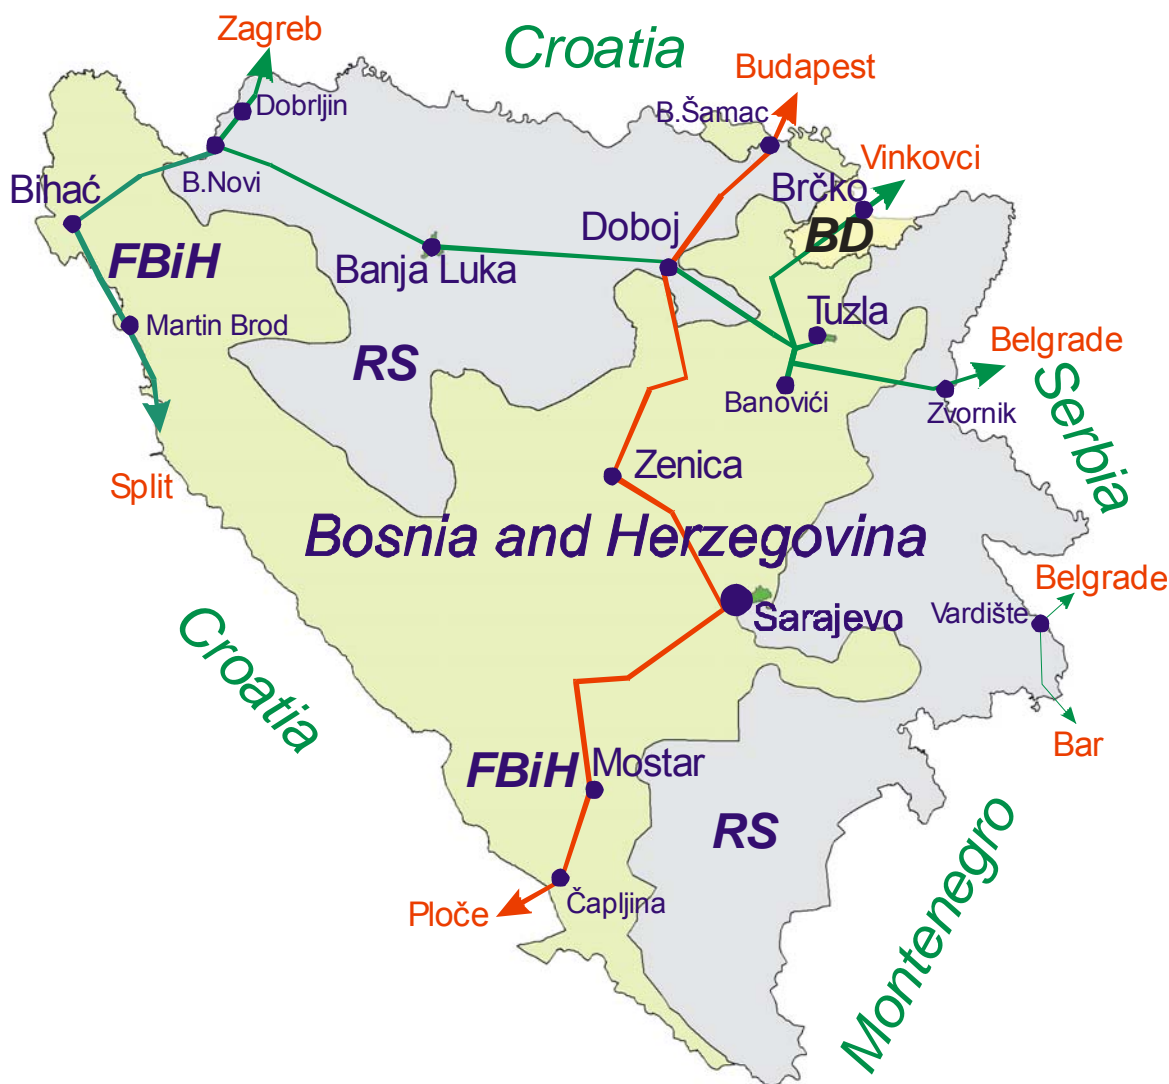 Zagreb
Croatia
Budapest
Dobrljin
B.Šamac
Vinkovci
B.Novi
Brčko
Bihać
Doboj
BD
FBiH
Banja Luka
Tuzla
Martin Brod
RS
Belgrade
Banovići
Zvornik
Serbia
Split
Zenica
Bosnia and Herzegovina
Belgrade
Sarajevo
Vardište
Croatia
Bar
FBiH
Mostar
RS
Montenegro
Ploče
Čapljina